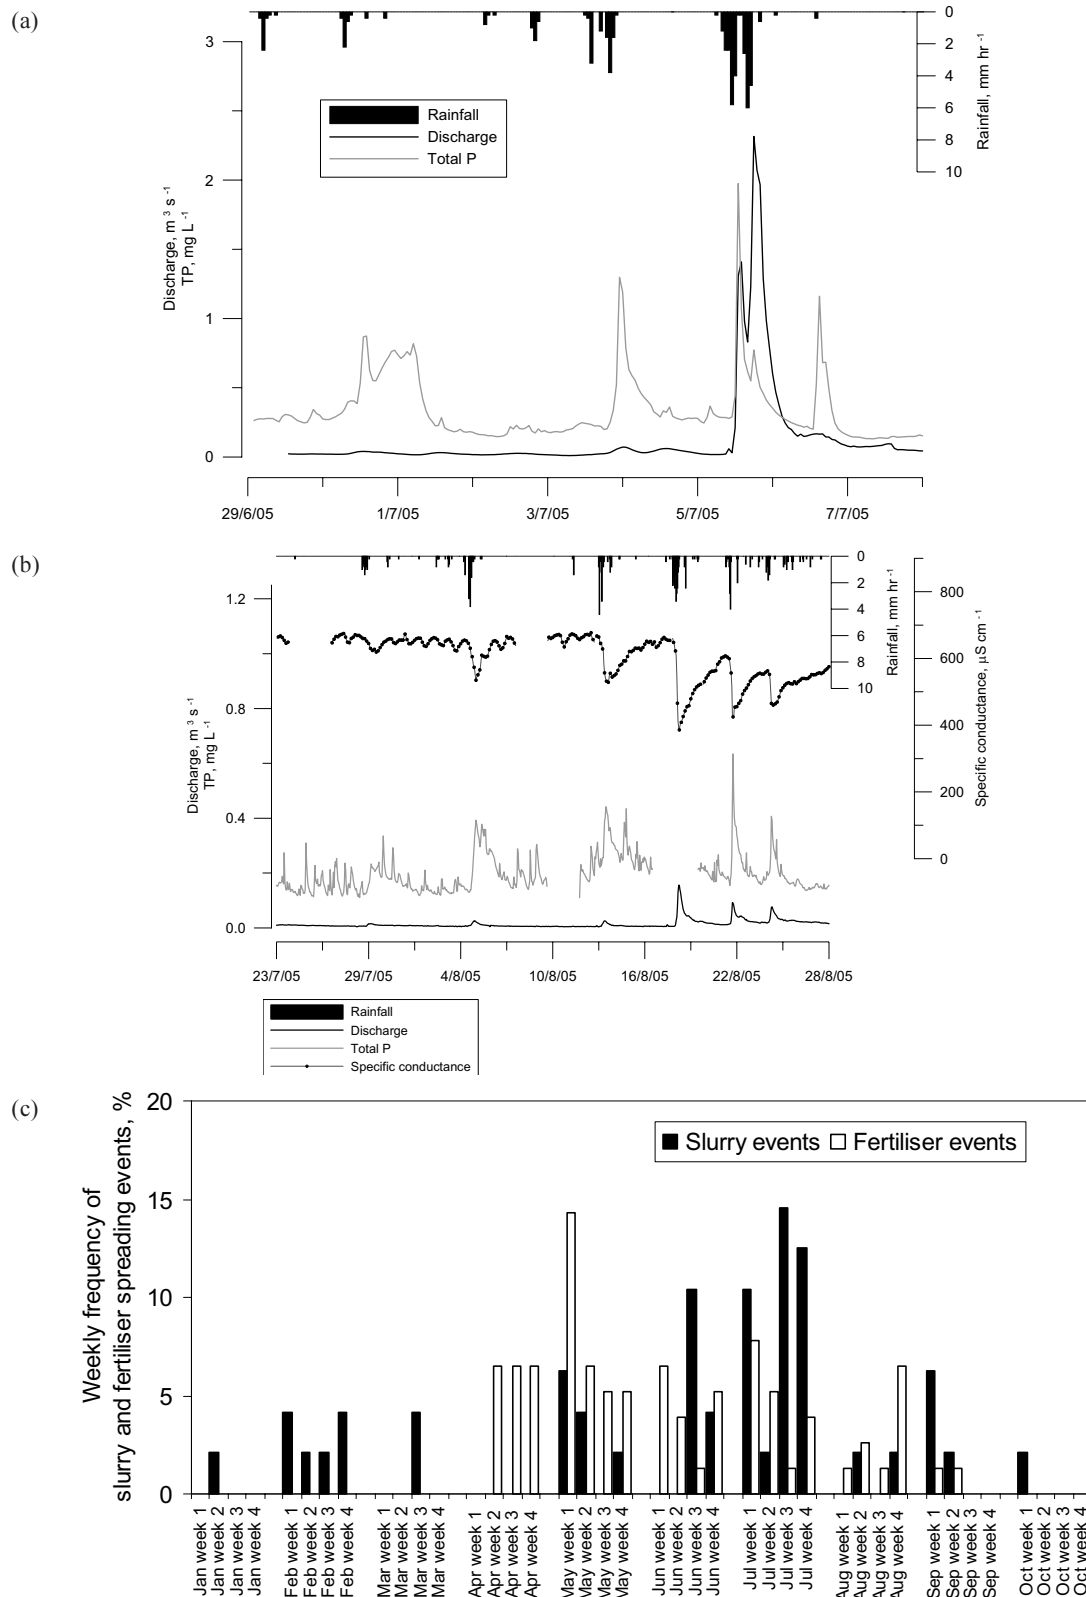 (a)
0
2
4
6
8
10
Rainfall, mm hr -1
3
2
1
0
Discharge, m 3 s -1
TP, mg L -1
Rainfall
Discharge
Total P
29/6/05
1/7/05
3/7/05
5/7/05
7/7/05
(b)
1.2
0.8
0.4
0.0
Discharge, m 3 s -1
TP, mg L -1
0
2
4
6
8
10
Rainfall, mm hr -1
800
600
400
200
0
Specific conductance, µS cm -1
23/7/05
29/7/05
4/8/05
10/8/05
16/8/05
22/8/05
28/8/05
Rainfall
Discharge
Total P
Specific conductance
(c)
20
15
10
5
0
Weekly frequency of
slurry and fertiliser spreading events, %
Slurry events
Fertiliser events
Jan week 1
Jan week 2
Jan week 3
Jan week 4
Feb week 1
Feb week 2
Feb week 3
Feb week 4
Mar week 1
Mar week 2
Mar week 3
Mar week 4
Apr week 1
Apr week 2
Apr week 3
Apr week 4
May week 1
May week 2
May week 3
May week 4
Jun week 1
Jun week 2
Jun week 3
Jun week 4
Jul week 1
Jul week 2
Jul week 3
Jul week 4
Aug week 1
Aug week 2
Aug week 3
Aug week 4
Sep week 1
Sep week 2
Sep week 3
Sep week 4
Oct week 1
Oct week 2
Oct week 3
Oct week 4